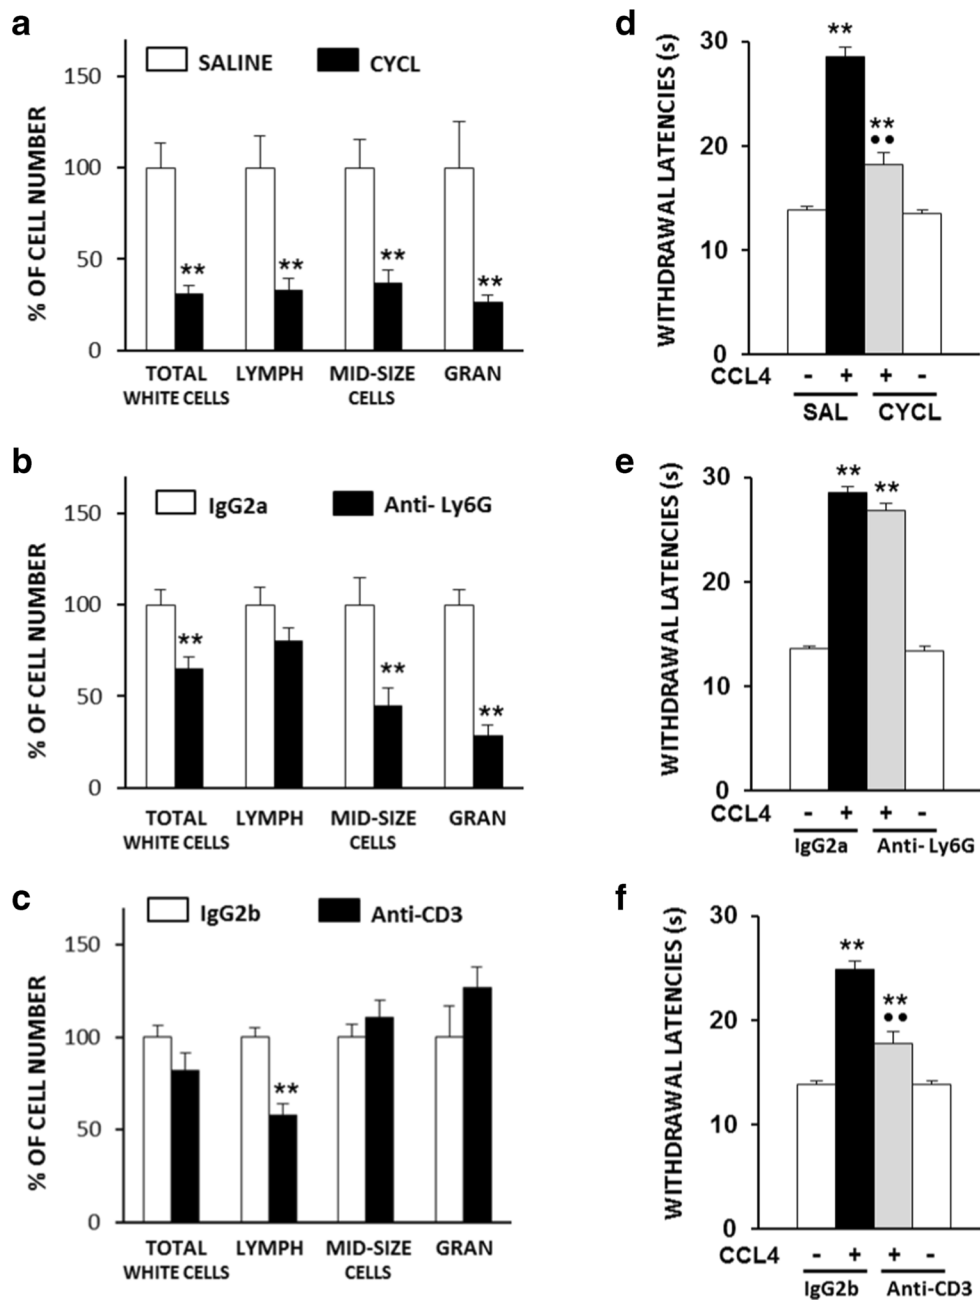 a
SALINE CYCL
% OF CELL NUMBER
150
100
50
0
** ** ** **
TOTAL LYMPH MID-SIZE GRAN
WHITE CELLS CELLS
d
WITHDRAWAL LATENCIES (s)
30
20
10
0
**
**
••
CCL4 - + + -
SAL CYCL
b
IgG2a Anti- Ly6G
% OF CELL NUMBER
150
100
50
0
** ** **
TOTAL LYMPH MID-SIZE GRAN
WHITE CELLS CELLS
e
WITHDRAWAL LATENCIES (s)
30
20
10
0
** **
CCL4 - + + -
IgG2a Anti- Ly6G
c
IgG2b Anti-CD3
% OF CELL NUMBER
150
100
50
0
**
TOTAL LYMPH MID-SIZE GRAN
WHITE CELLS CELLS
f
WITHDRAWAL LATENCIES (s)
30
20
10
0
**
**
••
CCL4 - + + -
IgG2b Anti-CD3